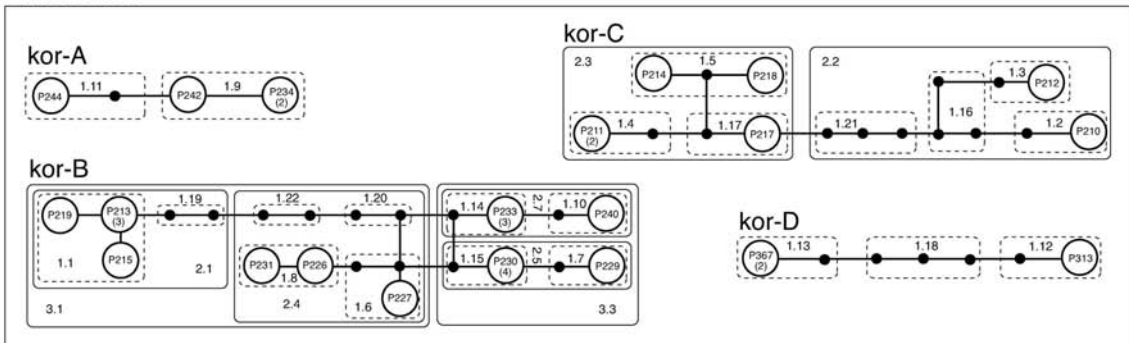 kor-A
P244
1.11
P242
1.9
P234
(2)
kor-C
2.3
P214
1.5
P218
P211
(2)
1.4
1.17
P217
2.2
1.21
1.16
1.3
P212
1.2
P210
kor-B
P219
P213
(3)
P215
1.1
1.19
2.1
3.1
1.22
1.20
P231
P226
1.8
2.4
1.6
P227
1.14
P233
(3)
2.7
1.10
P240
1.15
P230
(4)
2.5
1.7
P229
3.3
kor-D
P367
(2)
1.13
1.18
1.12
P313